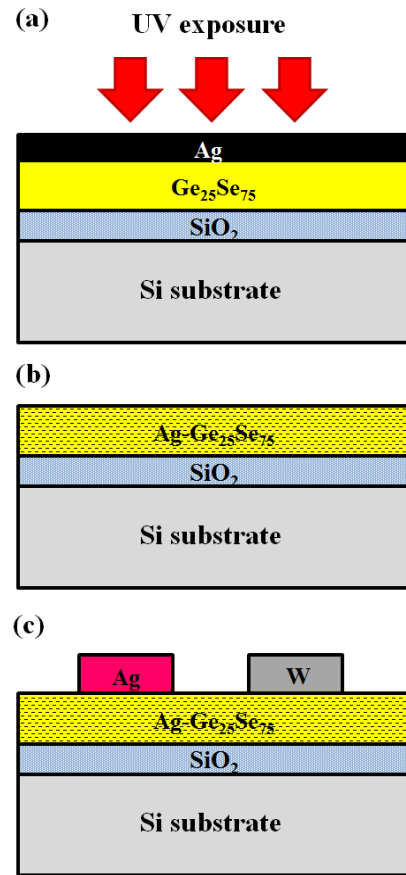 (a)
UV exposure
Ag
Ge₂₅Se₇₅
SiO₂
Si substrate
(b)
Ag-Ge₂₅Se₇₅
SiO₂
Si substrate
(c)
Ag W
Ag-Ge₂₅Se₇₅
SiO₂
Si substrate